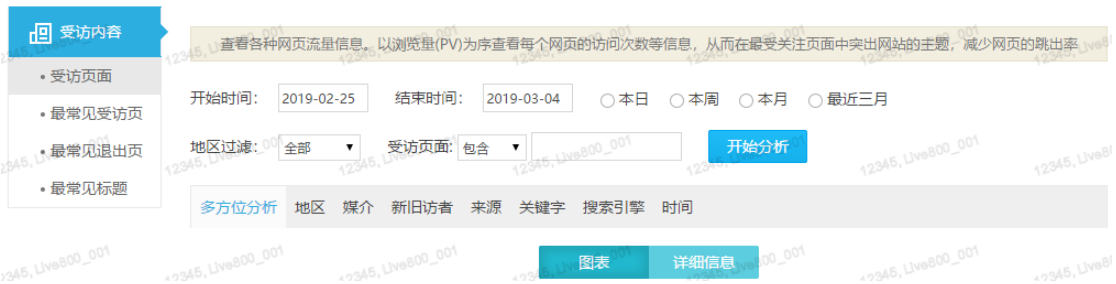 受访内容
查看各种网页流量信息。以浏览量(PV)为序查看每个网页的访问次数等信息，从而在最受关注页面中突出网站的主题，减少网页的跳出率
• 受访页面
• 最常见受访页
• 最常见退出页
• 最常见标题
开始时间： 2019-02-25 结束时间： 2019-03-04 本日 本周 本月 最近三月
地区过滤： 全部 受访页面: 包含 开始分析
多方位分析 地区 媒介 新旧访者 来源 关键字 搜索引擎 时间
图表 详细信息
12345, Live800_001